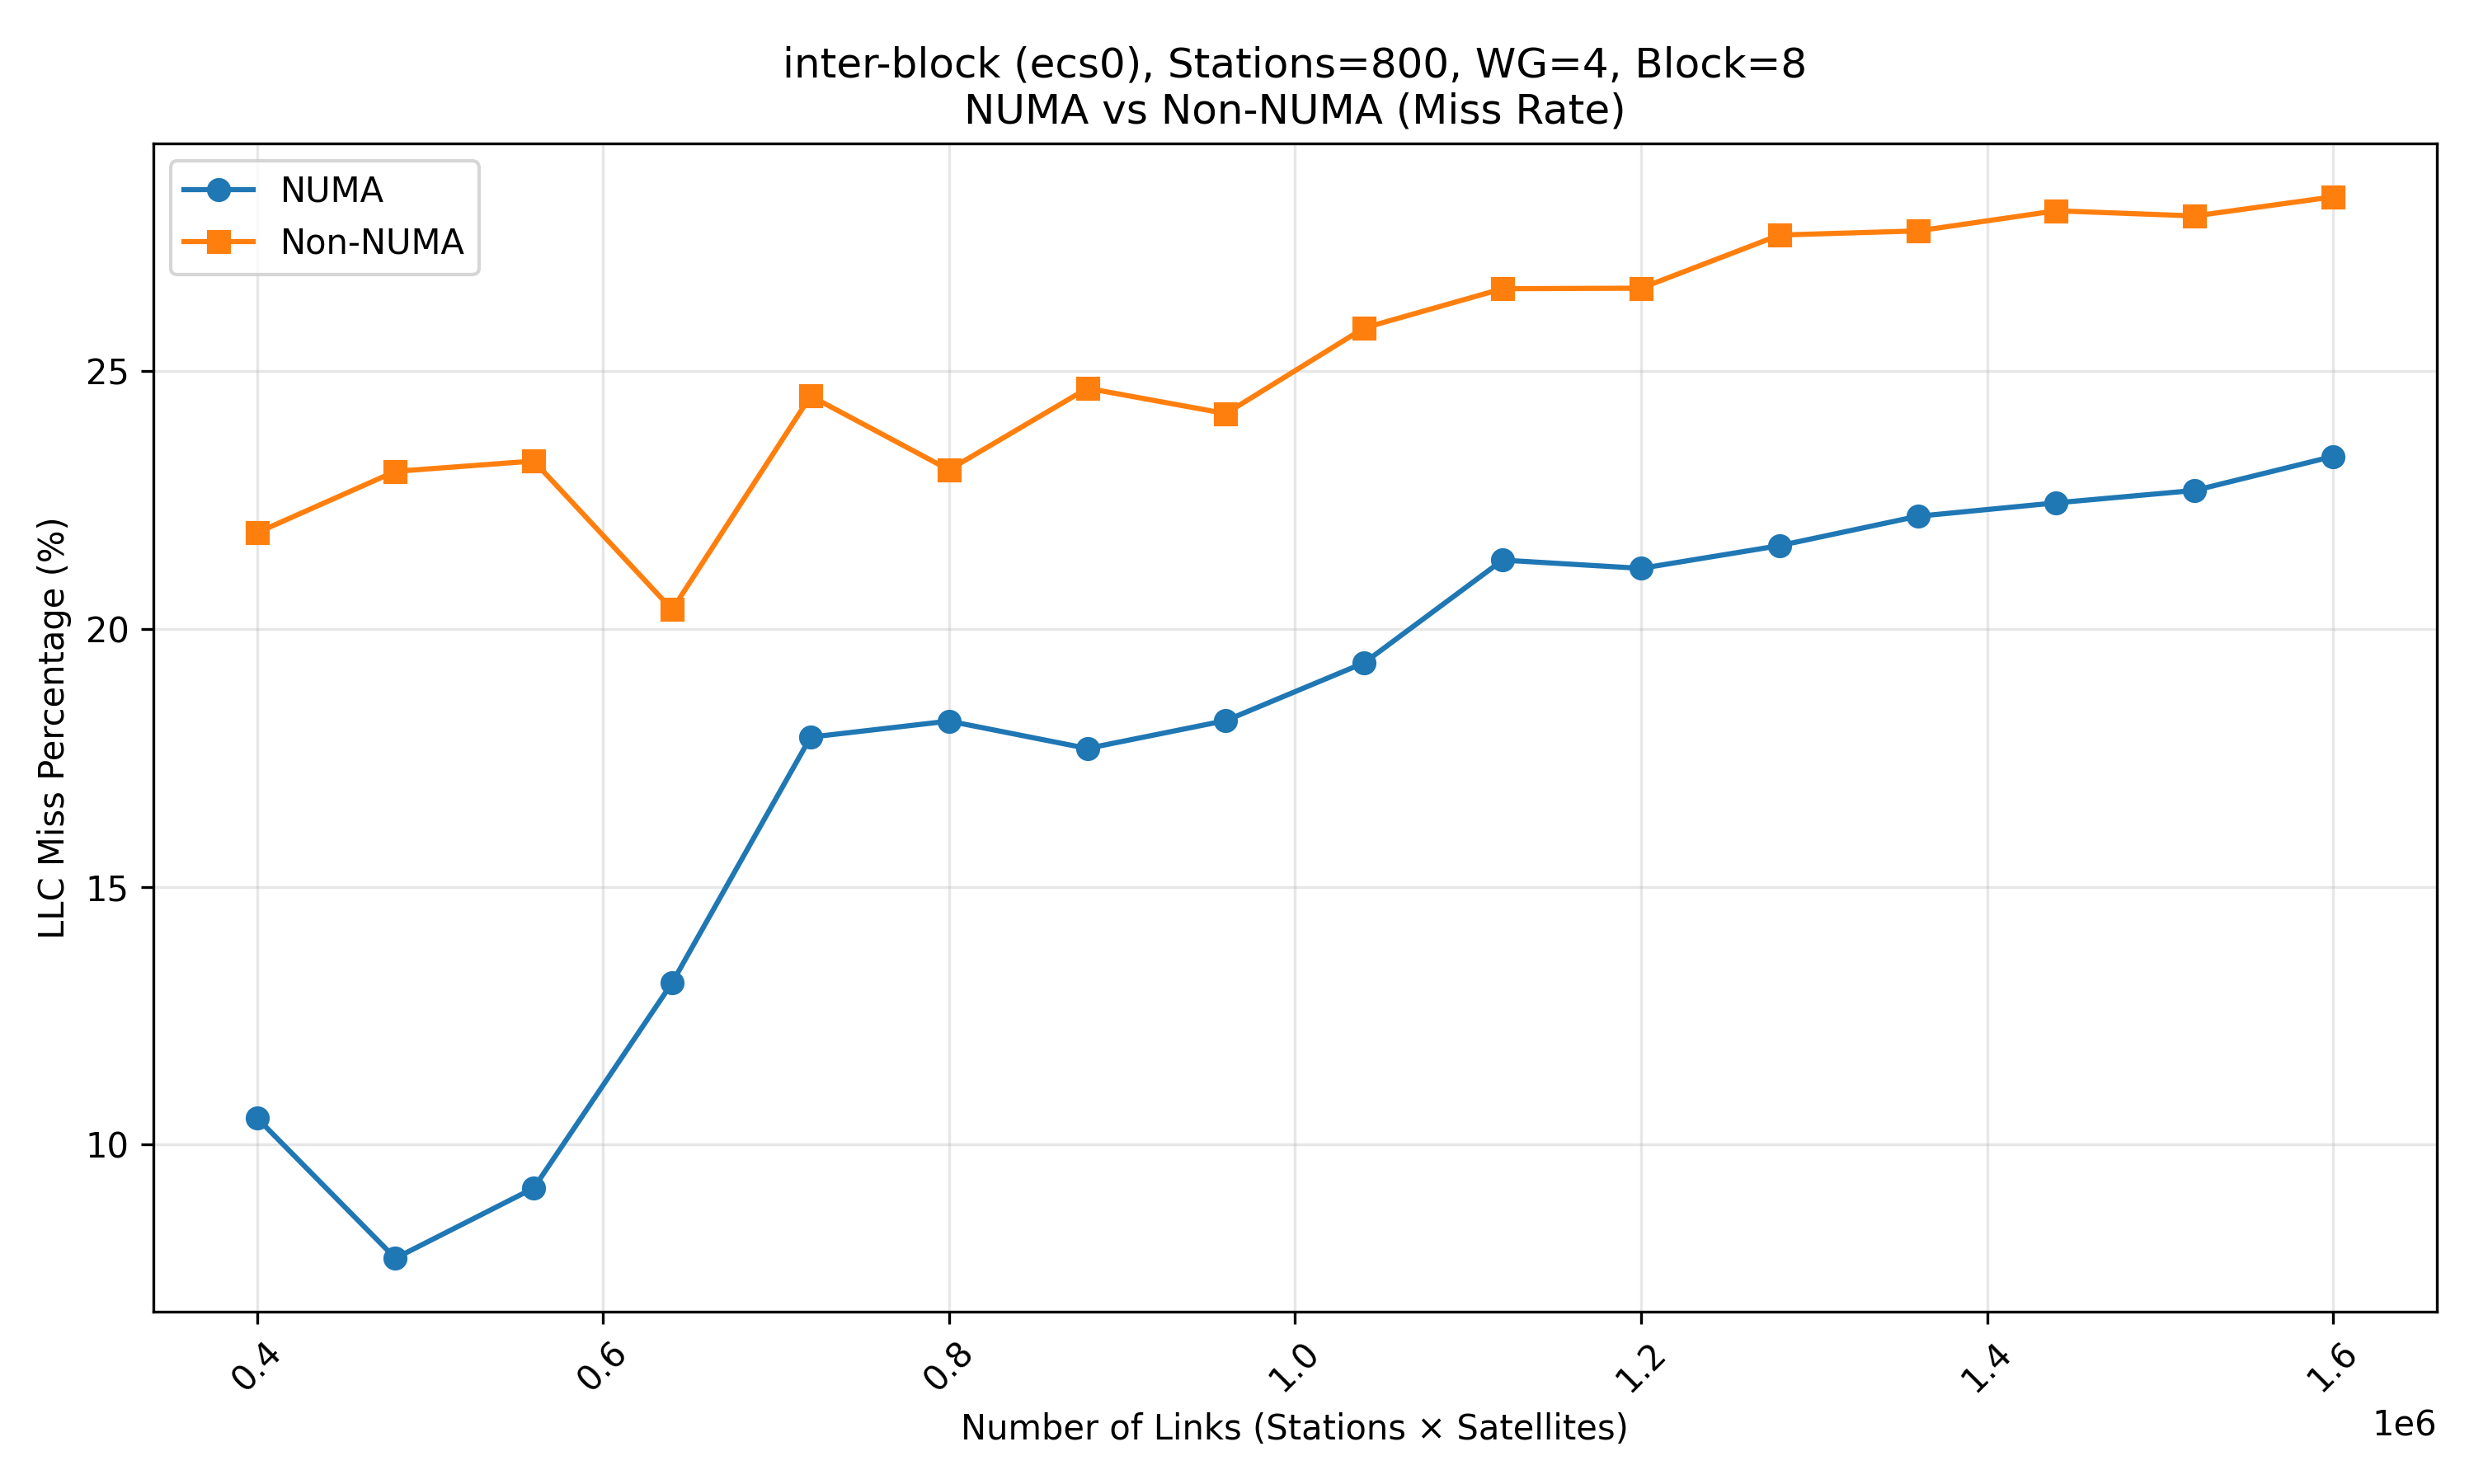 inter-block (ecs0), Stations=800, WG=4, Block=8
NUMA vs Non-NUMA (Miss Rate)
NUMA
Non-NUMA
LLC Miss Percentage (%)
25
20
15
10
0.4
0.6
0.8
1.0
1.2
1.4
1.6
1e6
Number of Links (Stations × Satellites)